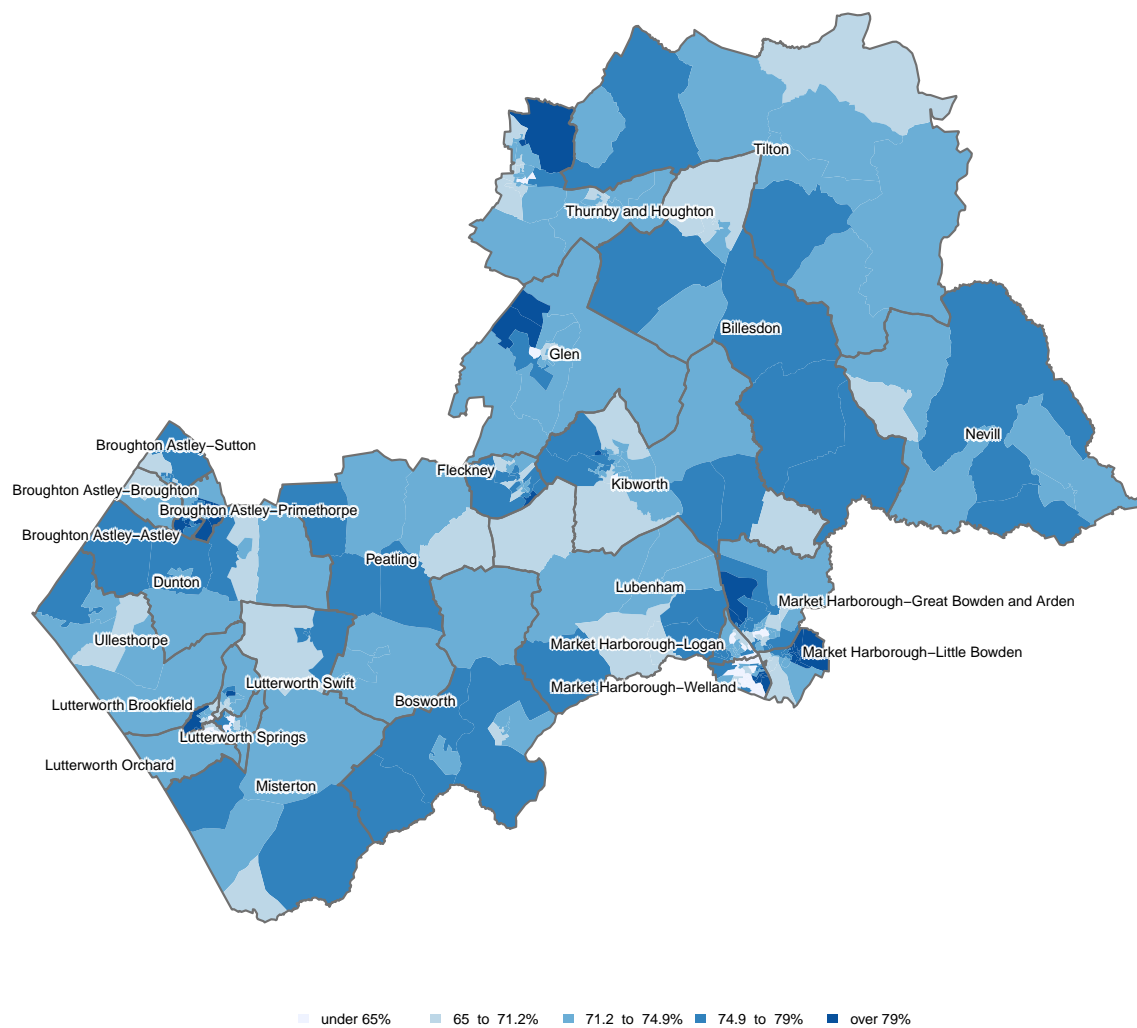 Tilton
Thurnby and Houghton
Billesdon
Glen
Nevill
Broughton Astley−Sutton
Fleckney
Kibworth
Broughton Astley−Broughton
Broughton Astley−Primethorpe
Broughton Astley−Astley
Peatling
Dunton
Lubenham
Market Harborough−Great Bowden and Arden
Ullesthorpe
Market Harborough−Logan
Market Harborough−Little Bowden
Lutterworth Swift
Market Harborough−Welland
Bosworth
Lutterworth Brookfield
Lutterworth Springs
Lutterworth Orchard
Misterton
under 65% 65 to 71.2% 71.2 to 74.9% 74.9 to 79% over 79%